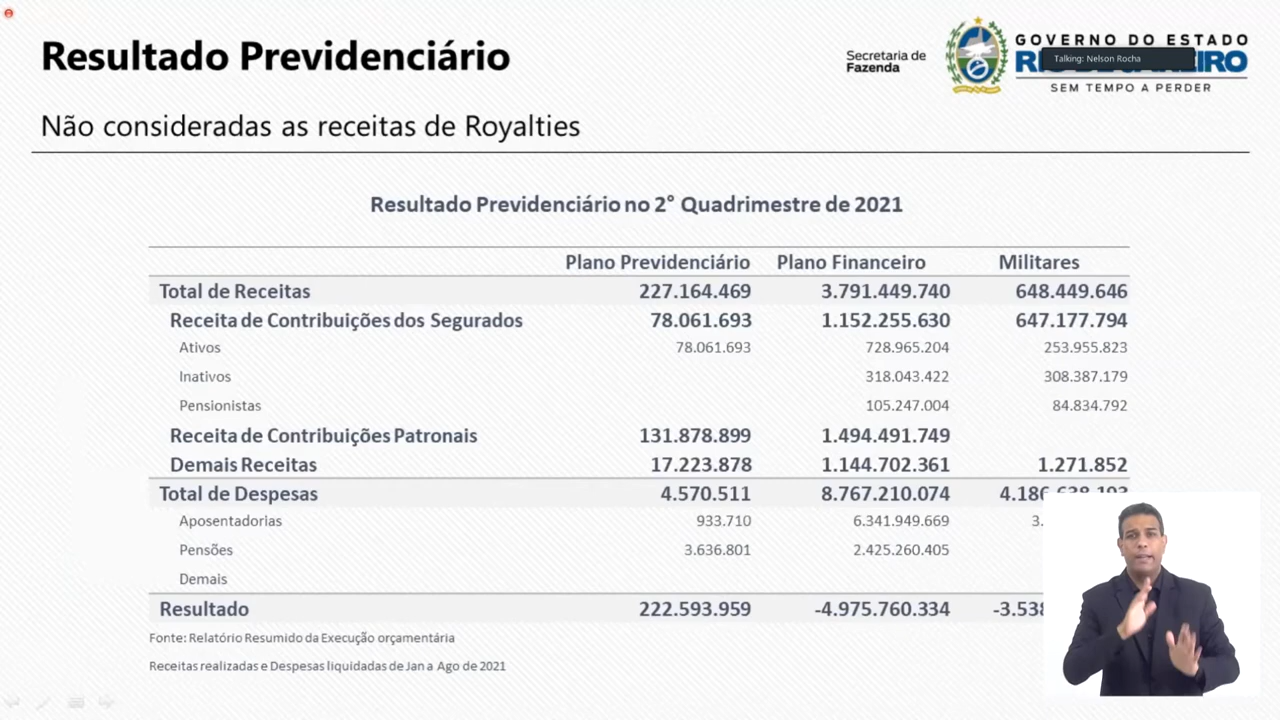 Resultado Previdenciário
Secretaria de
Fazenda
GOVERNO DO ESTADO
Talking: Nelson Rocha
SEM TEMPO A PERDER
Não consideradas as receitas de Royalties
Resultado Previdenciário no 2° Quadrimestre de 2021
Plano Previdenciário Plano Financeiro Militares
Total de Receitas 227.164.469 3.791.449.740 648.449.646
Receita de Contribuições dos Segurados 78.061.693 1.152.255.630 647.177.794
Ativos 78.061.693 728.965.204 253.955.823
Inativos 318.043.422 308.387.179
Pensionistas 105.247.004 84.834.792
Receita de Contribuições Patronais 131.878.899 1.494.491.749
Demais Receitas 17.223.878 1.144.702.361 1.271.852
Total de Despesas 4.570.511 8.767.210.074
Aposentadorias 933.710 6.341.949.669 3.
Pensões 3.636.801 2.425.260.405
Demais
Resultado 222.593.959 -4.975.760.334 -3.538
Fonte: Relatório Resumido da Execução orçamentária
Receitas realizadas e Despesas liquidadas de Jan a Ago de 2021